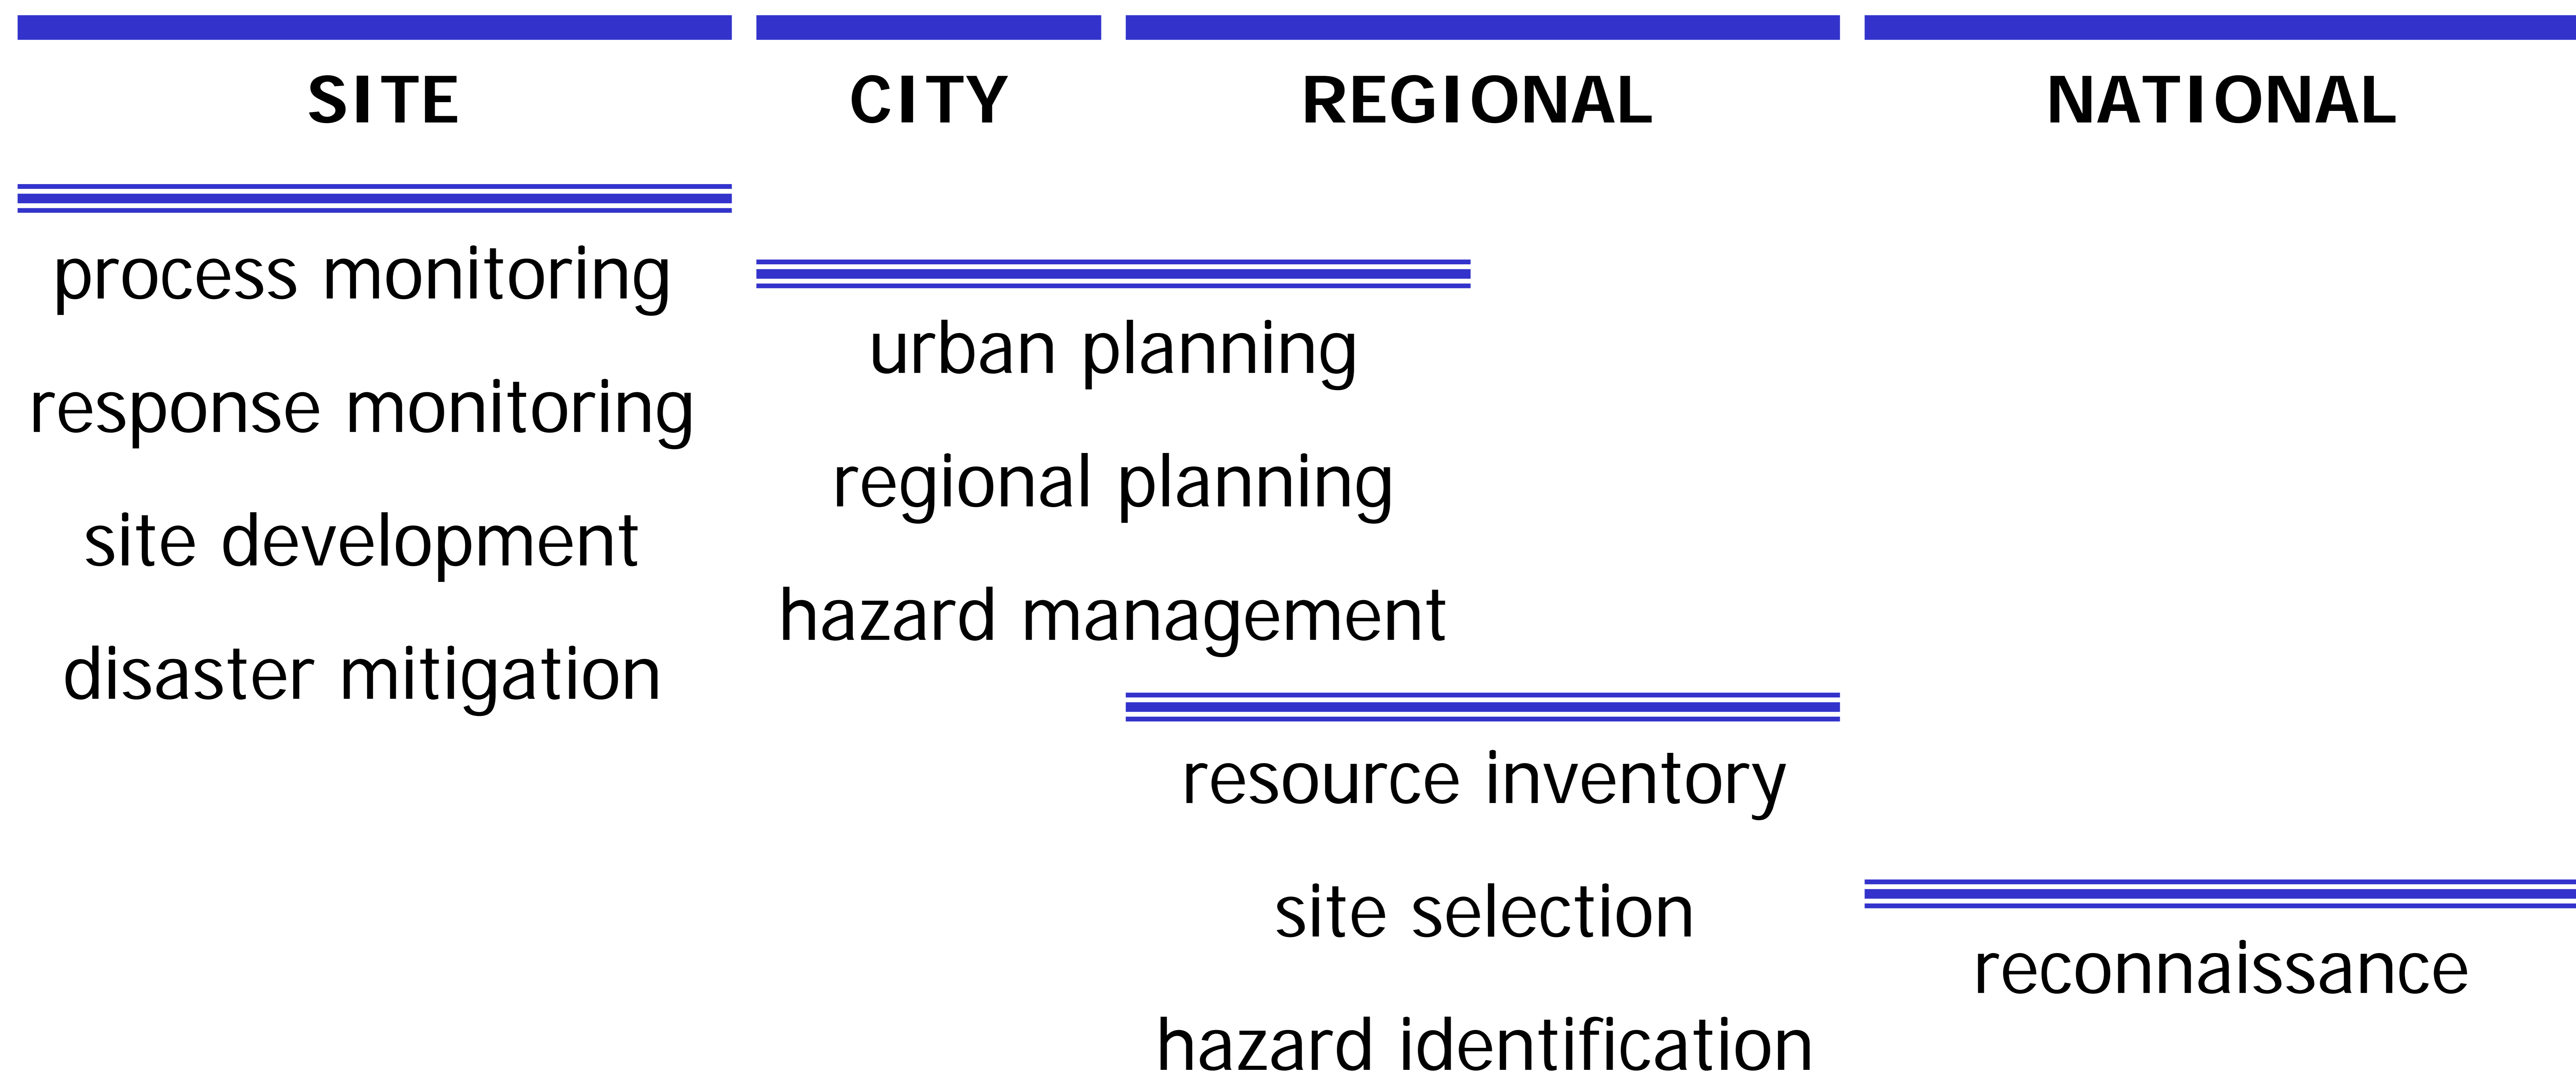 SITE CITY REGIONAL NATIONAL
process monitoring
response monitoring
site development
disaster mitigation
urban planning
regional planning
hazard management
resource inventory
site selection
hazard identification
reconnaissance